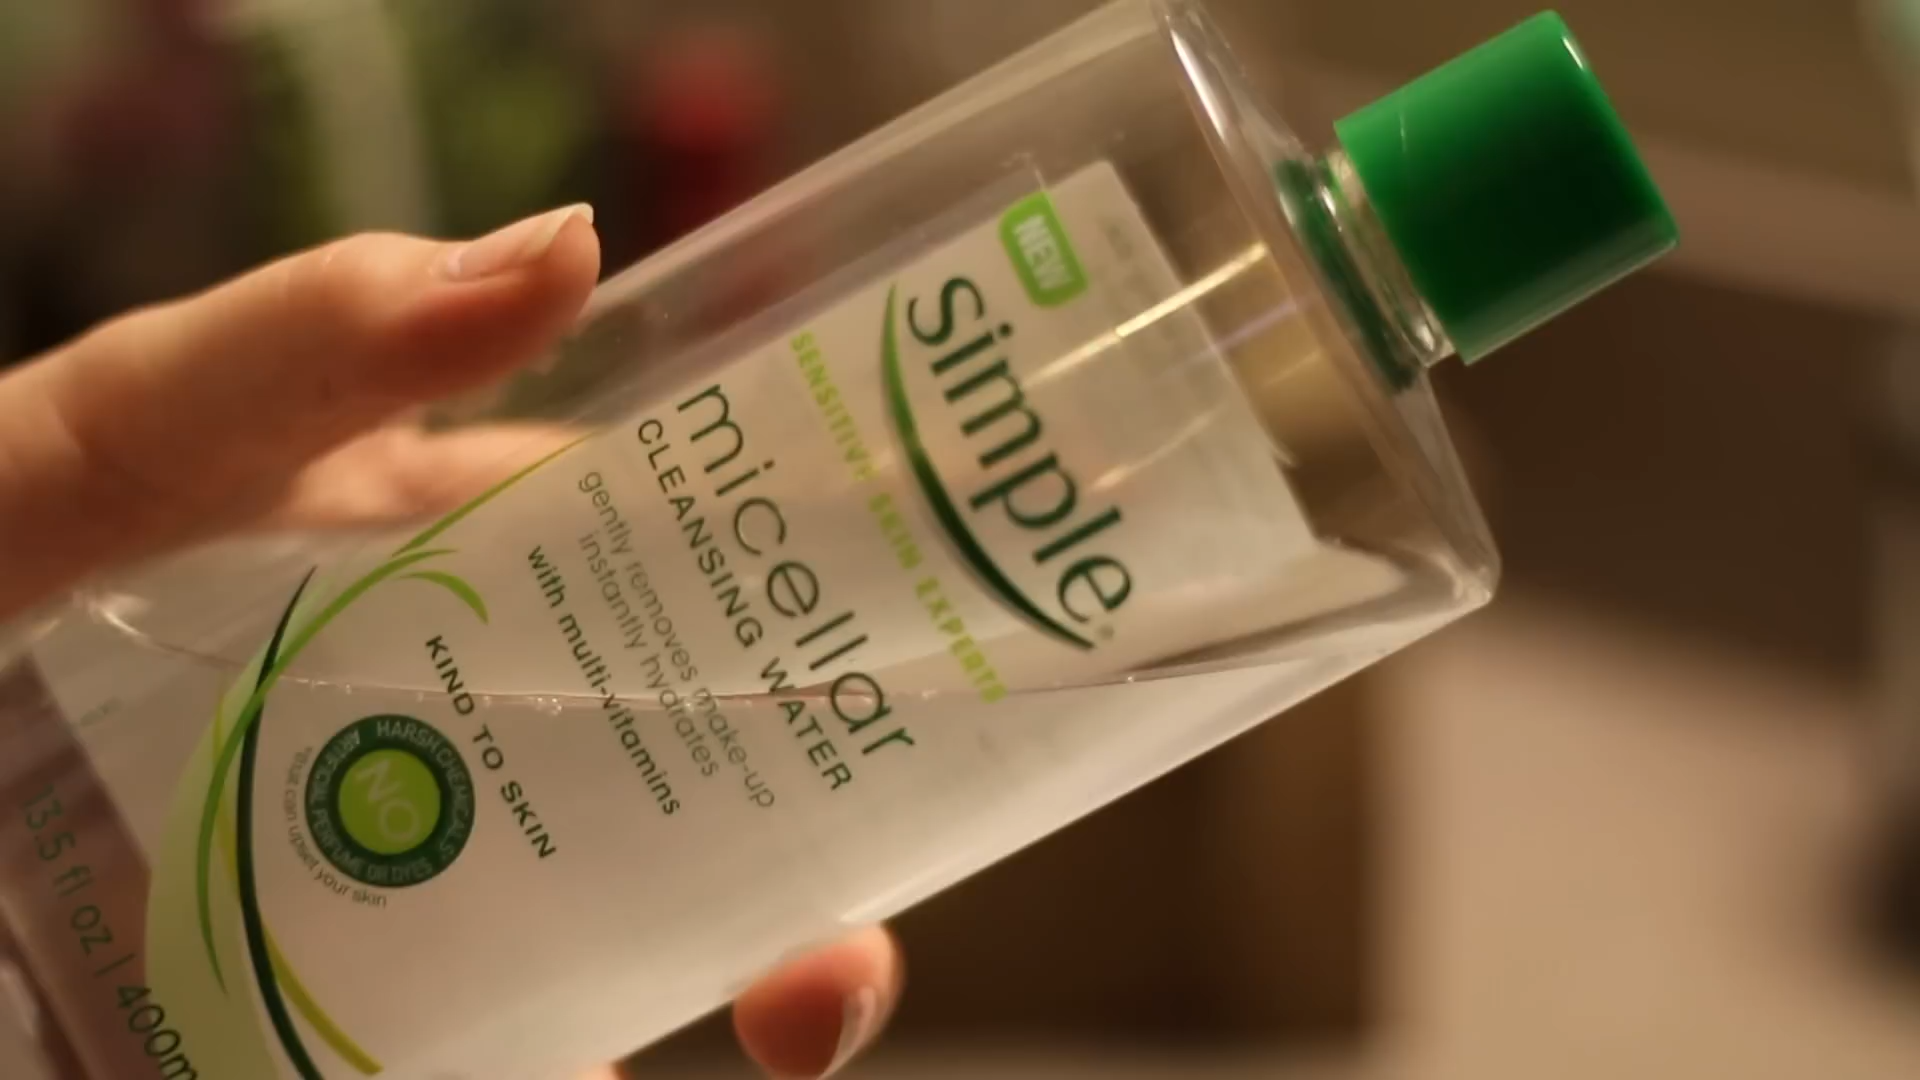 NEW
simple®
SENSITIVE SKIN EXPERTS
micellar
CLEANSING WATER
gently removes make-up
instantly hydrates
with multi-vitamins
KIND TO SKIN
NO
ARTIFICIAL PERFUME OR DYES
HARSH CHEMICALS*
*that can upset your skin
13.5 fl oz | 400m